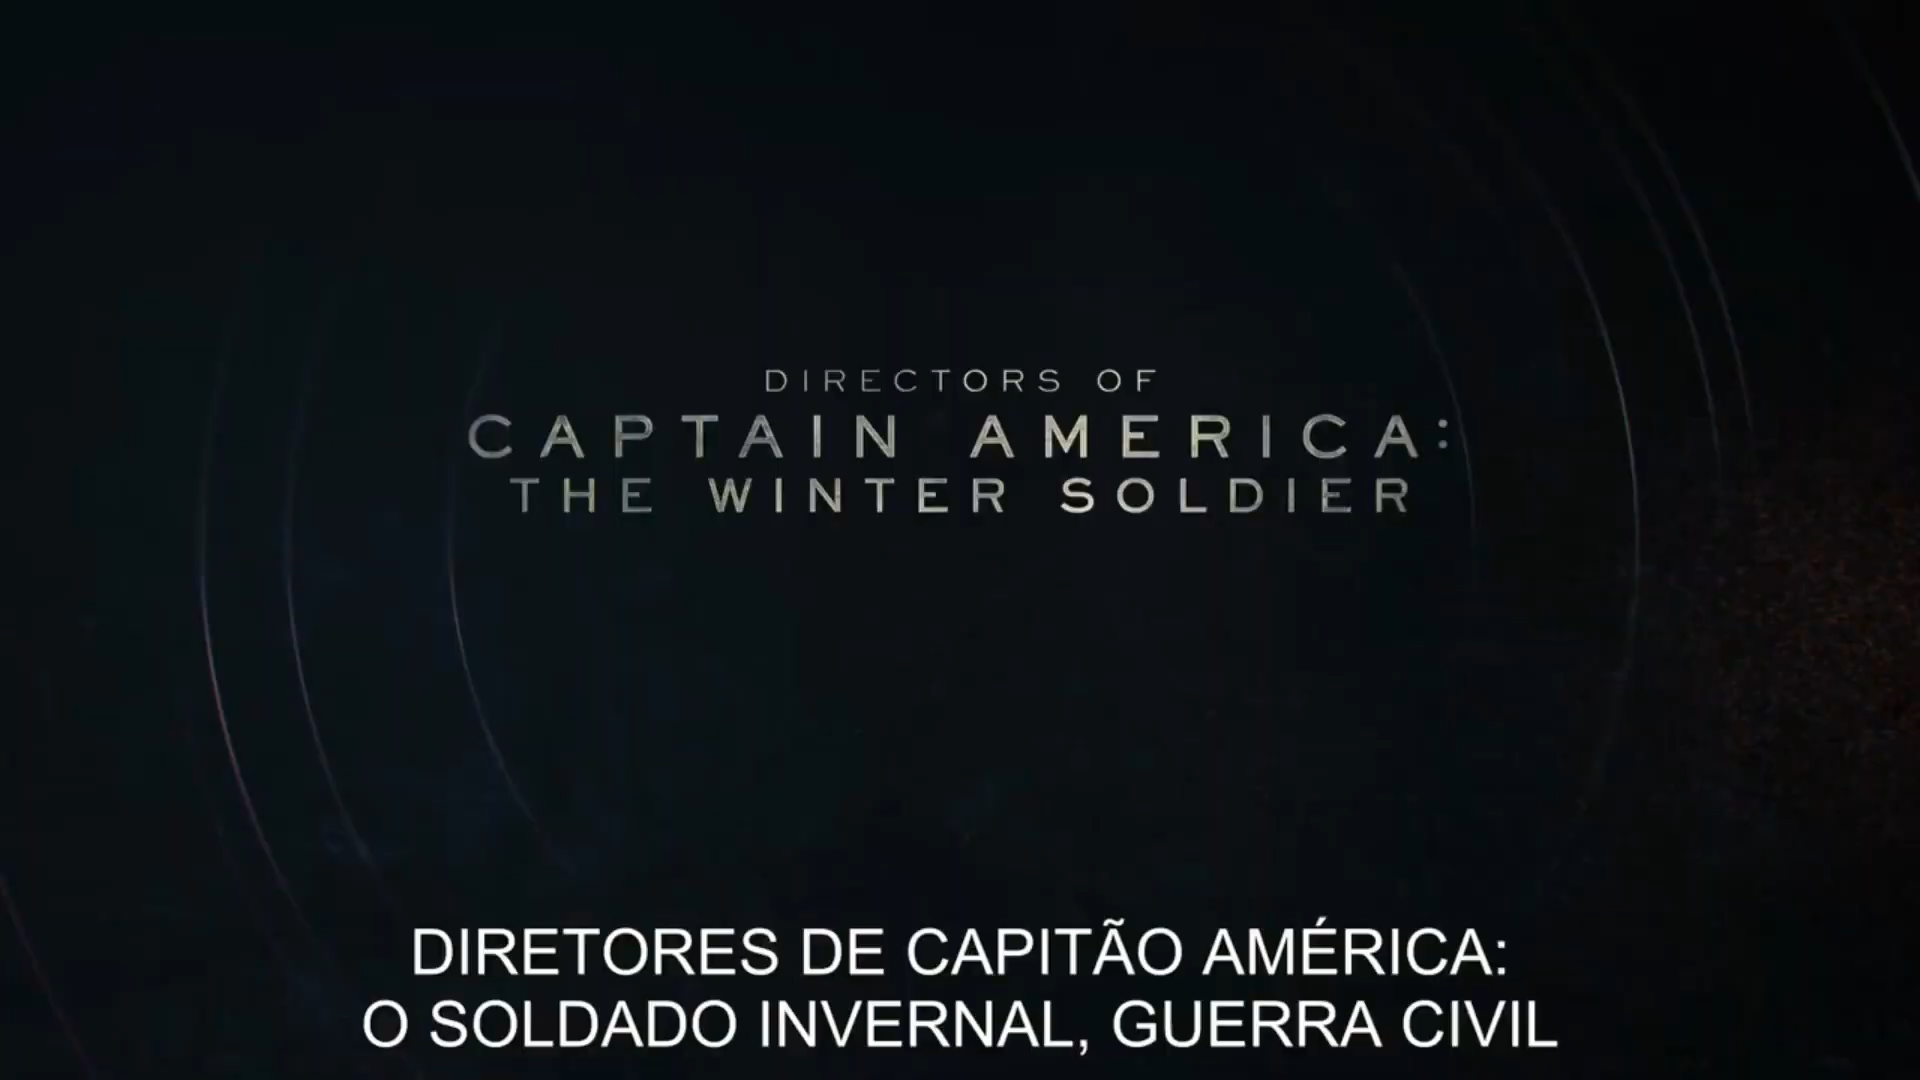 DIRECTORS OF
CAPTAIN AMERICA:
THE WINTER SOLDIER
DIRETORES DE CAPITÃO AMÉRICA:
O SOLDADO INVERNAL, GUERRA CIVIL